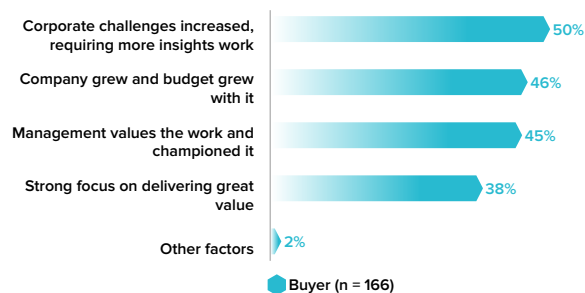 Corporate challenges increased,
requiring more insights work
50%
Company grew and budget grew
with it
46%
Management values the work and
championed it
45%
Strong focus on delivering great
value
38%
Other factors
2%
Buyer (n = 166)